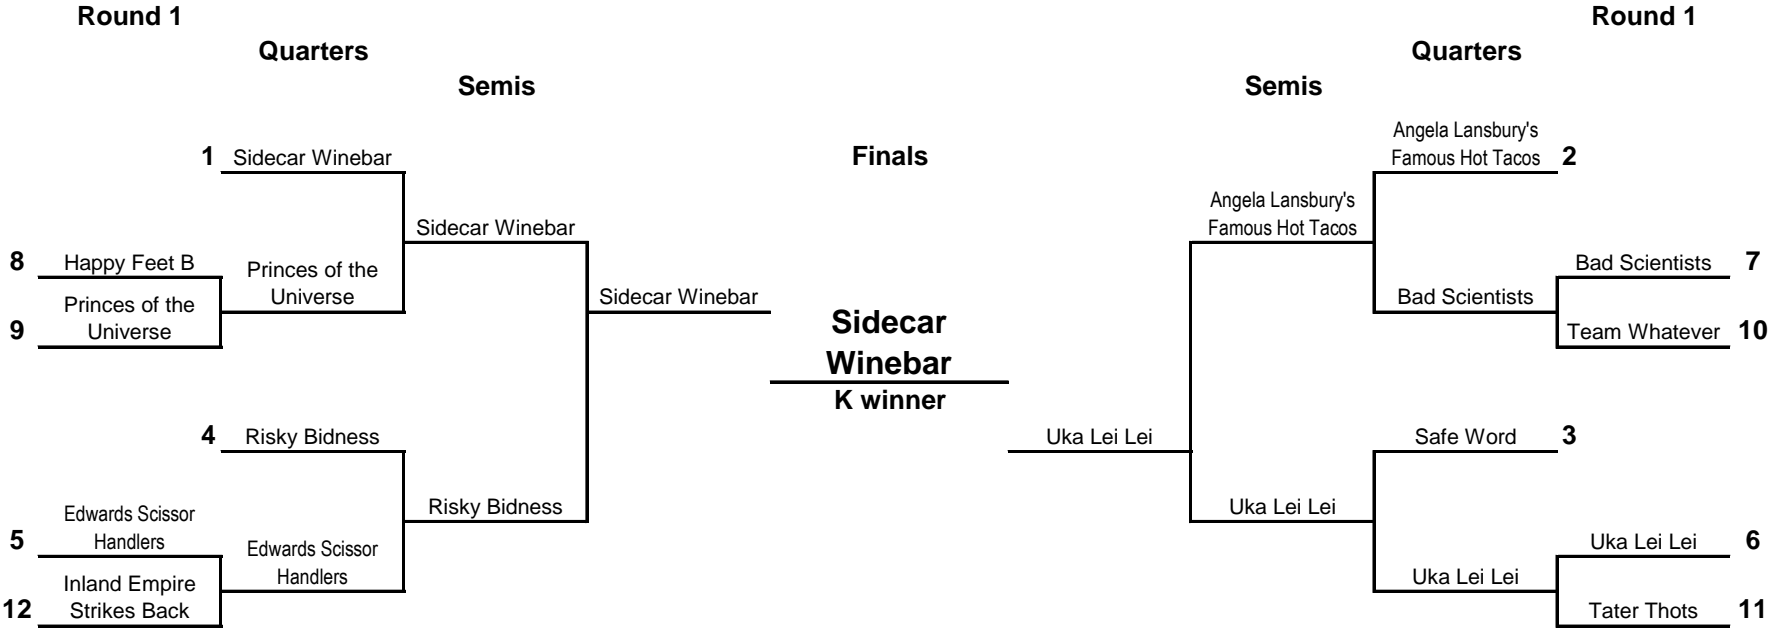 Round 1
Round 1
Quarters
Quarters
Semis
Semis
Angela Lansbury's
1 Sidecar Winebar
Finals
Famous Hot Tacos 2
Angela Lansbury's
Sidecar Winebar
Famous Hot Tacos
8 Happy Feet B
Princes of the
Bad Scientists 7
Universe
Princes of the
Sidecar Winebar
Bad Scientists
9 Universe
Sidecar
Team Whatever 10
Winebar
K winner
4 Risky Bidness
Uka Lei Lei
Safe Word 3
Edwards Scissor
Risky Bidness
Uka Lei Lei
5 Handlers
Edwards Scissor
Uka Lei Lei 6
Handlers
Uka Lei Lei
Inland Empire
12 Strikes Back
Tater Thots 11